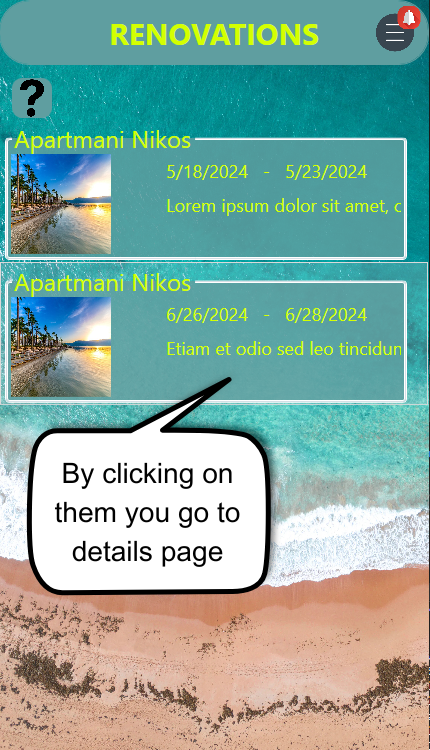 RENOVATIONS
?
Apartmani Nikos
5/18/2024 - 5/23/2024
Lorem ipsum dolor sit amet, c
Apartmani Nikos
6/26/2024 - 6/28/2024
Etiam et odio sed leo tincidun
By clicking on
them you go to
details page